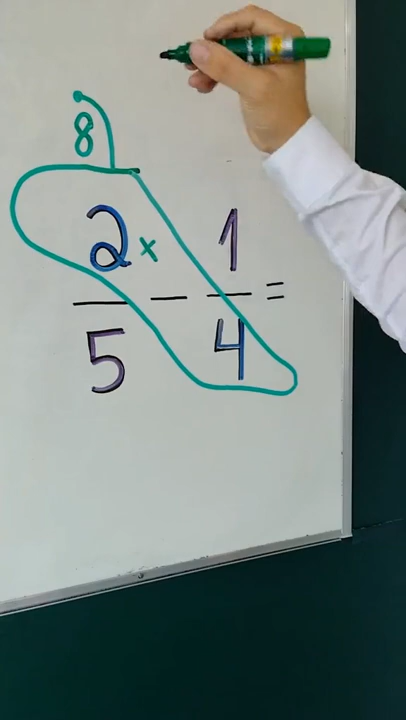 8
2 × 1
— − — =
5 4